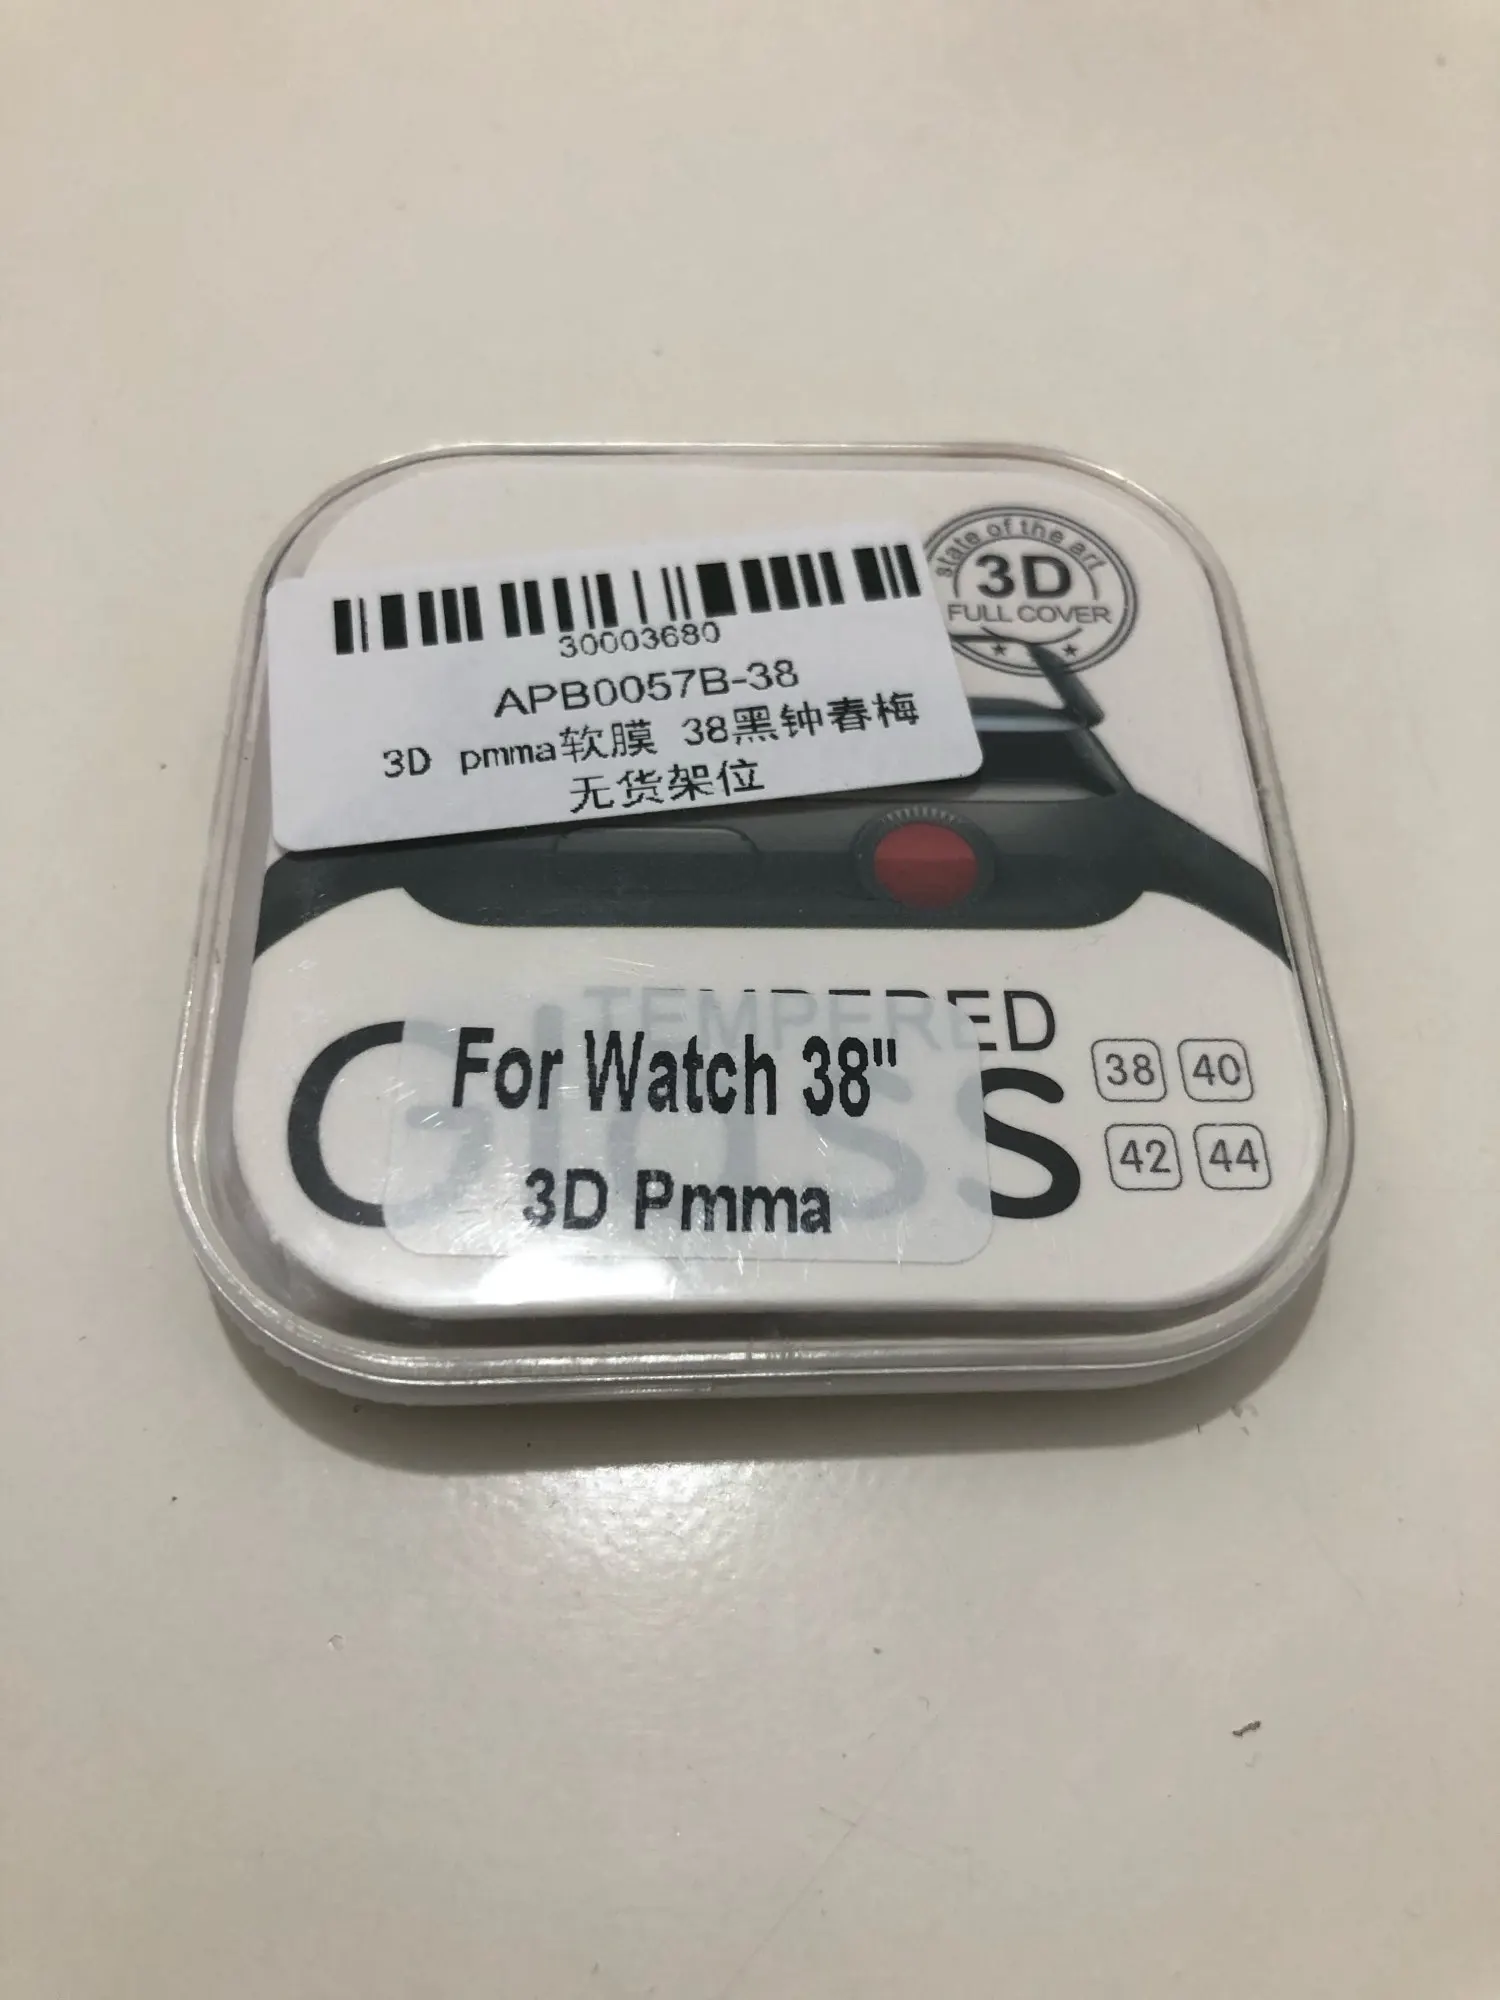 state of the art
3D
FULL COVER
30003680
APB0057B-38
3D pmma软膜 38黑钟春梅
无货架位
TEMPERED
Glass
For Watch 38"
3D Pmma
38 40
42 44